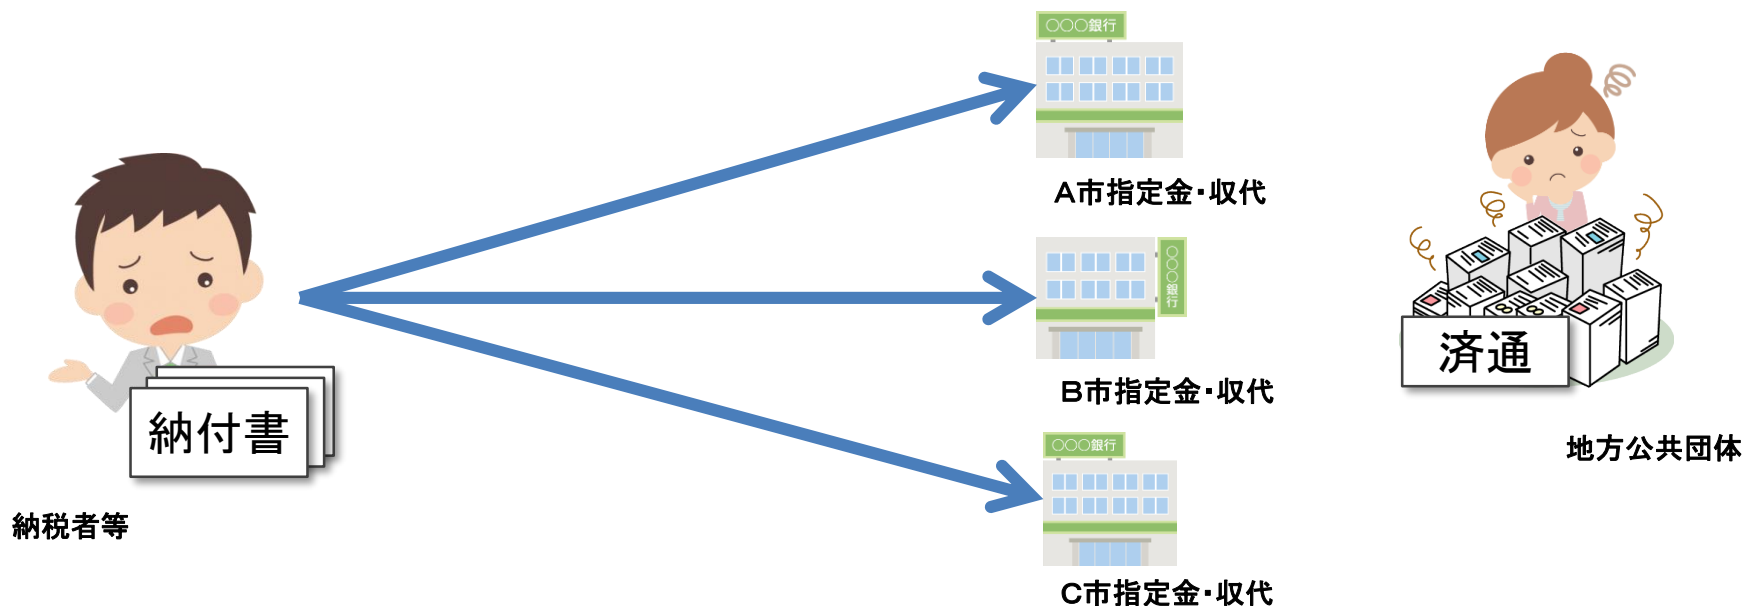 ○○○銀行
A市指定金・収代
○○○銀行
B市指定金・収代
○○○銀行
C市指定金・収代
納付書
納税者等
済通
地方公共団体